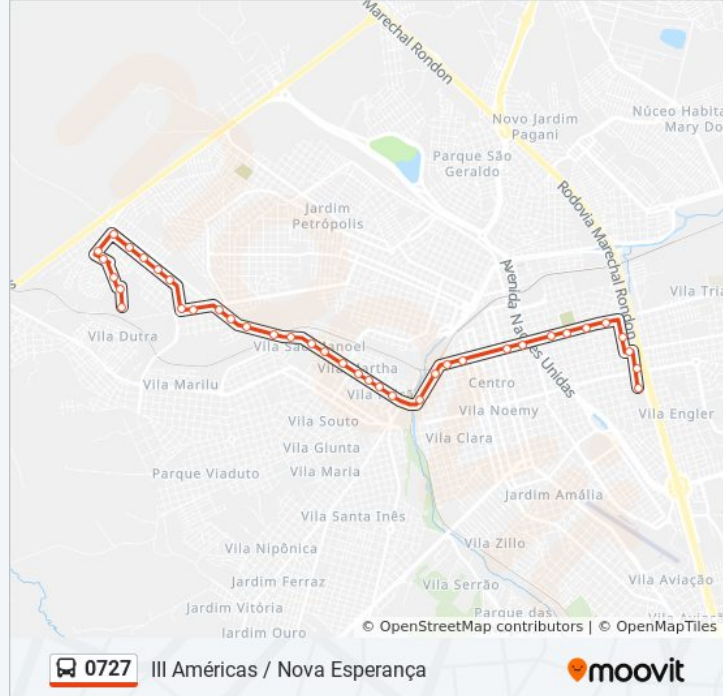 Marechal Rondon
Novo Jardim
Pagani
Núceo Habita
Mary Do
Parque São
Geraldo
Rodovia Marechal Rondon
Jardim
Petrópolis
Avenida Nações Unidas
Vila Tria
Vila Dutra
Vila São Manoel
Vila Martha
Vila Marilu
Centro
Vila Noemy
Vila Engler
Vila Souto
Vila Clara
Vila Giunta
Parque Viaduto
Vila Maria
Jardim Amália
Vila Santa Inês
Vila Zillo
Vila Nipônica
Jardim Ferraz
Vila Serrão
Vila Aviação
Jardim Vitória
Parque das
Jardim Ouro
© OpenStreetMap contributors | © OpenMapTiles
0727 III Américas / Nova Esperança
moovit